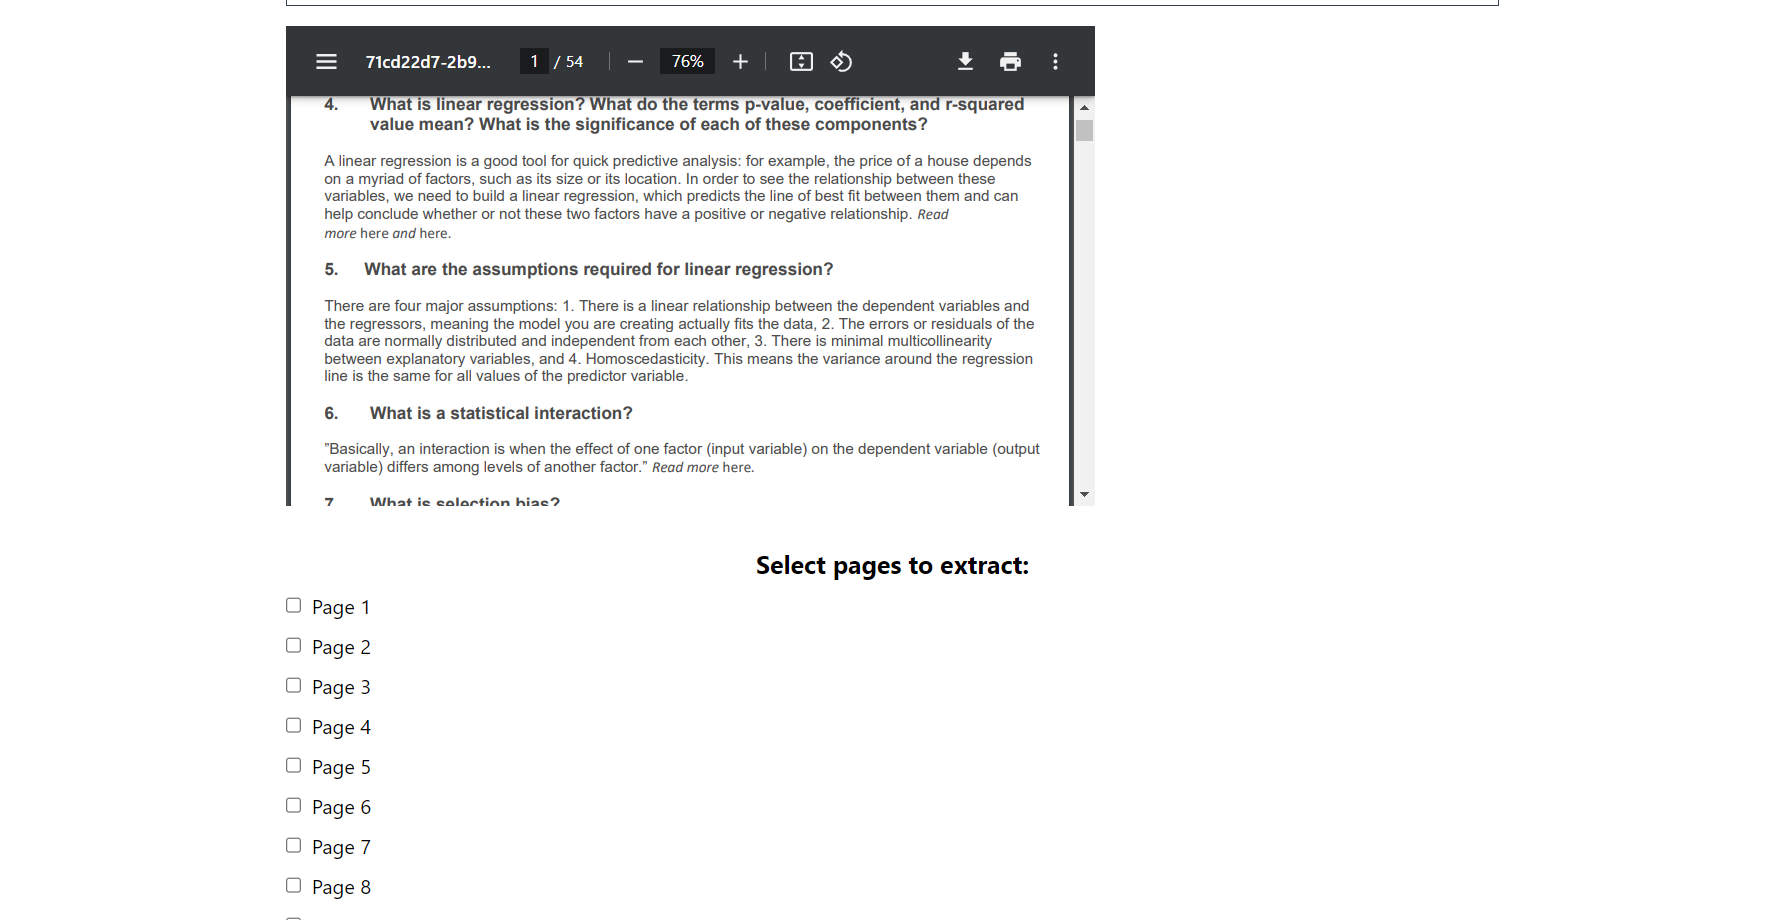 71cd22d7-2b9...
1 / 54
76%
4. What is linear regression? What do the terms p-value, coefficient, and r-squared
value mean? What is the significance of each of these components?
A linear regression is a good tool for quick predictive analysis: for example, the price of a house depends
on a myriad of factors, such as its size or its location. In order to see the relationship between these
variables, we need to build a linear regression, which predicts the line of best fit between them and can
help conclude whether or not these two factors have a positive or negative relationship. Read
more here and here.
5. What are the assumptions required for linear regression?
There are four major assumptions: 1. There is a linear relationship between the dependent variables and
the regressors, meaning the model you are creating actually fits the data, 2. The errors or residuals of the
data are normally distributed and independent from each other, 3. There is minimal multicollinearity
between explanatory variables, and 4. Homoscedasticity. This means the variance around the regression
line is the same for all values of the predictor variable.
6. What is a statistical interaction?
”Basically, an interaction is when the effect of one factor (input variable) on the dependent variable (output
variable) differs among levels of another factor.” Read more here.
7. What is selection bias?
Select pages to extract:
Page 1
Page 2
Page 3
Page 4
Page 5
Page 6
Page 7
Page 8